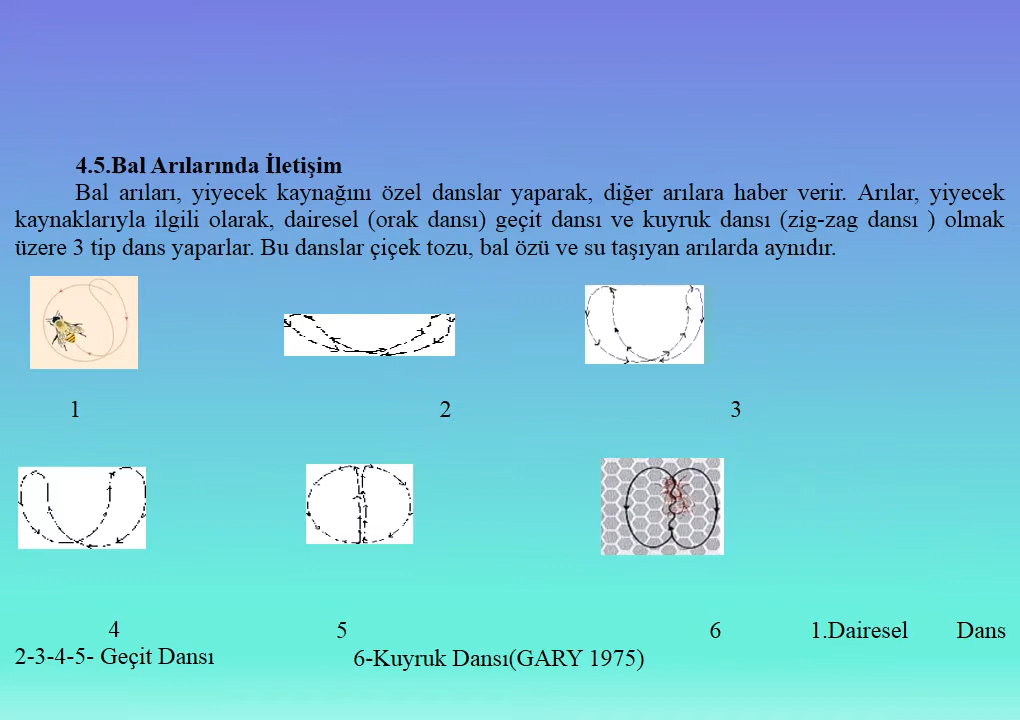 4.5.Bal Arılarında İletişim
Bal arıları, yiyecek kaynağını özel danslar yaparak, diğer arılara haber verir. Arılar, yiyecek
kaynaklarıyla ilgili olarak, dairesel (orak dansı) geçit dansı ve kuyruk dansı (zig-zag dansı ) olmak
üzere 3 tip dans yaparlar. Bu danslar çiçek tozu, bal özü ve su taşıyan arılarda aynıdır.
1 2 3
4 5 6 1.Dairesel Dans
2-3-4-5- Geçit Dansı 6-Kuyruk Dansı(GARY 1975)